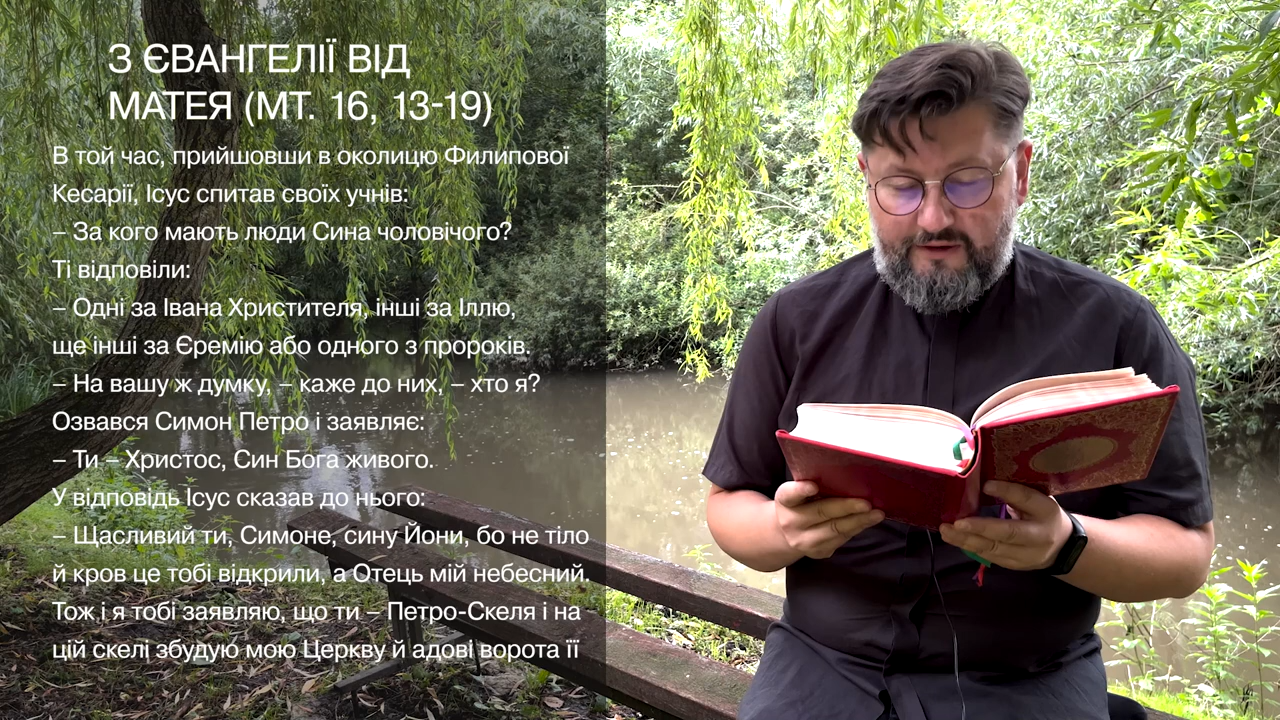 З ЄВАНГЕЛІЇ ВІД
МАТЕЯ (МТ. 16, 13-19)
В той час, прийшовши в околицю Филипової
Кесарії, Ісус спитав своїх учнів:
– За кого мають люди Сина чоловічого?
Ті відповіли:
– Одні за Івана Христителя, інші за Іллю,
ще інші за Єремію або одного з пророків.
– На вашу ж думку, – каже до них, – хто я?
Озвався Симон Петро і заявляє:
– Ти – Христос, Син Бога живого.
У відповідь Ісус сказав до нього:
– Щасливий ти, Симоне, сину Йони, бо не тіло
й кров це тобі відкрили, а Отець мій небесний.
Тож і я тобі заявляю, що ти – Петро-Скеля і на
цій скелі збудую мою Церкву й адові ворота її